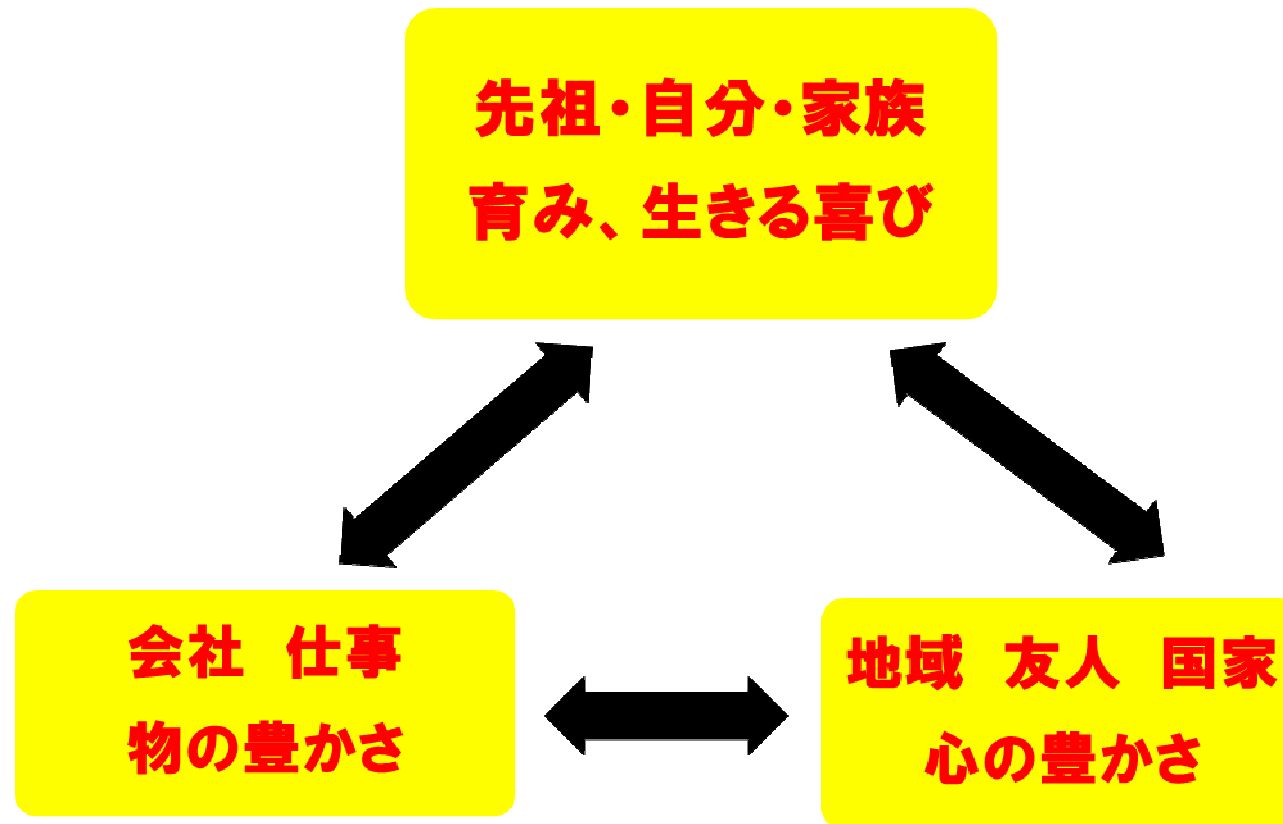 先祖・自分・家族
育み、生きる喜び
会社　仕事
物の豊かさ
地域　友人　国家
心の豊かさ